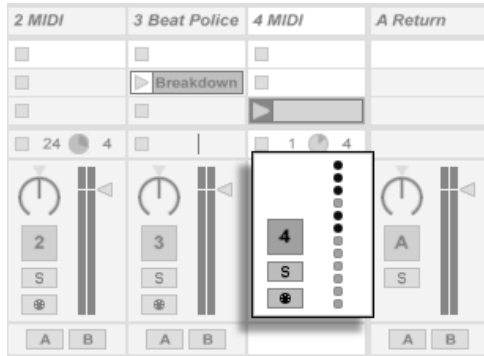 2 MIDI 3 Beat Police 4 MIDI A Return
Breakdown
24 4 1 4
2 3 4 A
S S S S
A B A B A B